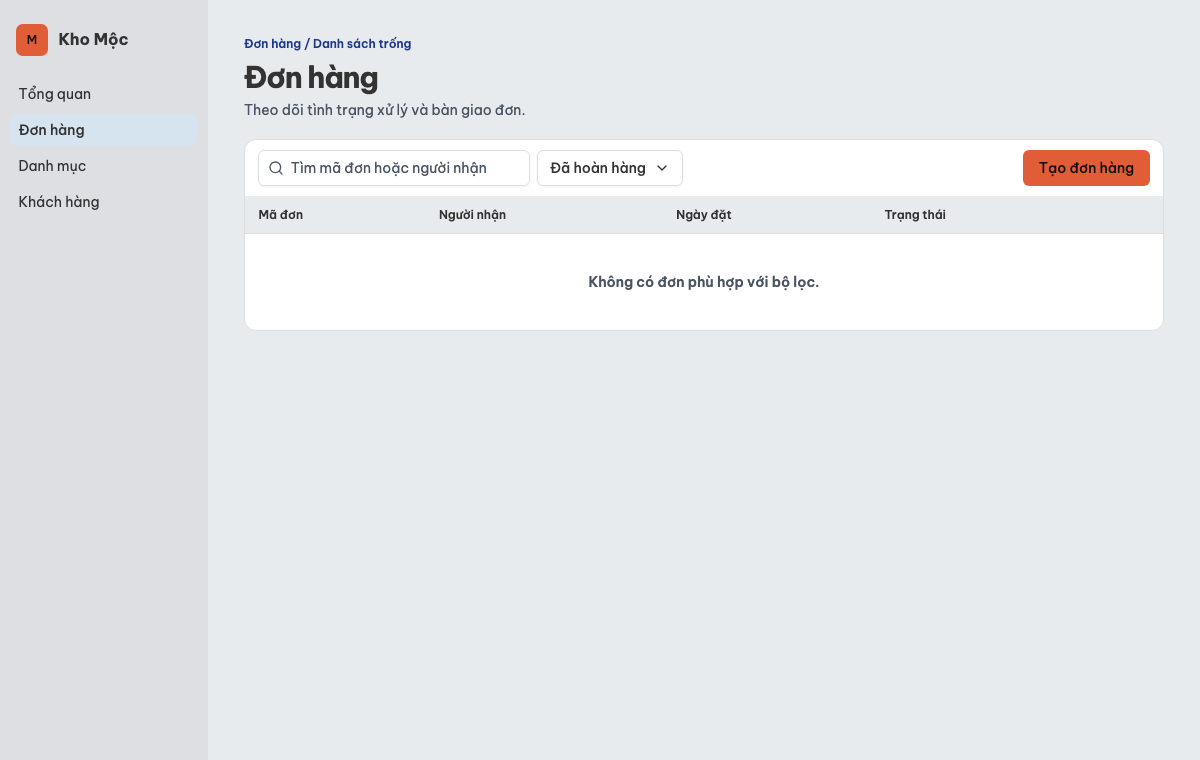 M
Kho Mộc
Tổng quan
Đơn hàng
Danh mục
Khách hàng
Đơn hàng / Danh sách trống
Đơn hàng
Theo dõi tình trạng xử lý và bàn giao đơn.
Tìm mã đơn hoặc người nhận
Đã hoàn hàng
Tạo đơn hàng
Mã đơn
Người nhận
Ngày đặt
Trạng thái
Không có đơn phù hợp với bộ lọc.